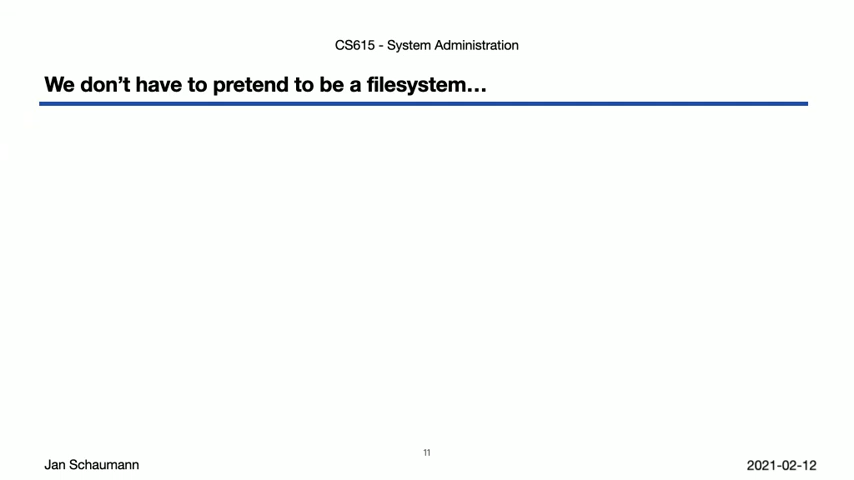 CS615 - System Administration
We don’t have to pretend to be a filesystem…
11
Jan Schaumann
2021-02-12